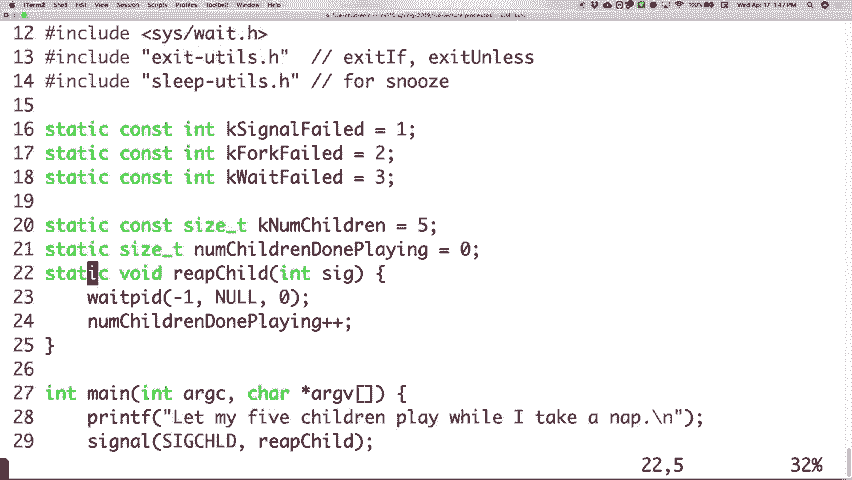 iTerm2 Shell Edit View Session Scripts Profiles Toolbelt Window Help Wed Apr 17 1:47 PM
12 #include <sys/wait.h>
13 #include "exit-utils.h" // exitIf, exitUnless
14 #include "sleep-utils.h" // for snooze
15
16 static const int kSignalFailed = 1;
17 static const int kForkFailed = 2;
18 static const int kWaitFailed = 3;
19
20 static const size_t kNumChildren = 5;
21 static size_t numChildrenDonePlaying = 0;
22 static void reapChild(int sig) {
23     waitpid(-1, NULL, 0);
24     numChildrenDonePlaying++;
25 }
26
27 int main(int argc, char *argv[]) {
28     printf("Let my five children play while I take a nap.\n");
29     signal(SIGCHLD, reapChild);
22,5 32%